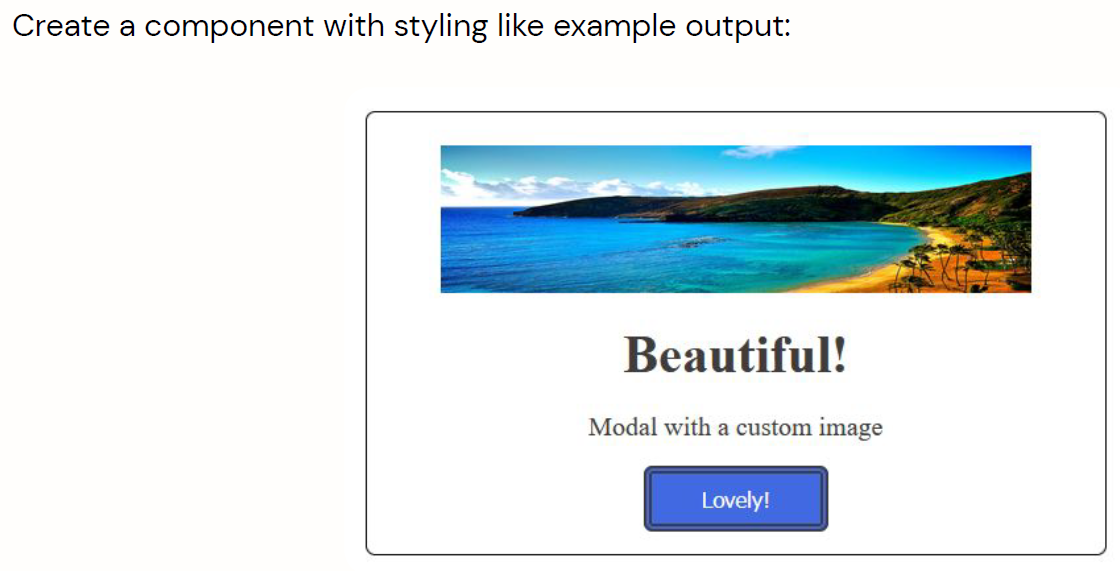 Create a component with styling like example output:
Beautiful!
Modal with a custom image
Lovely!